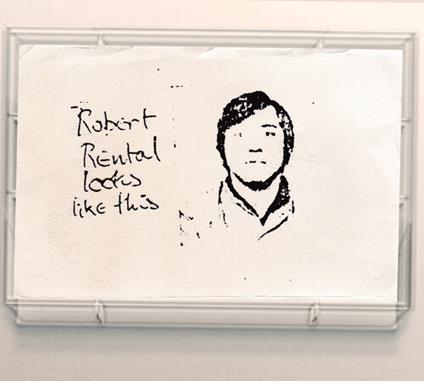 Robert
Rental
looks
like this